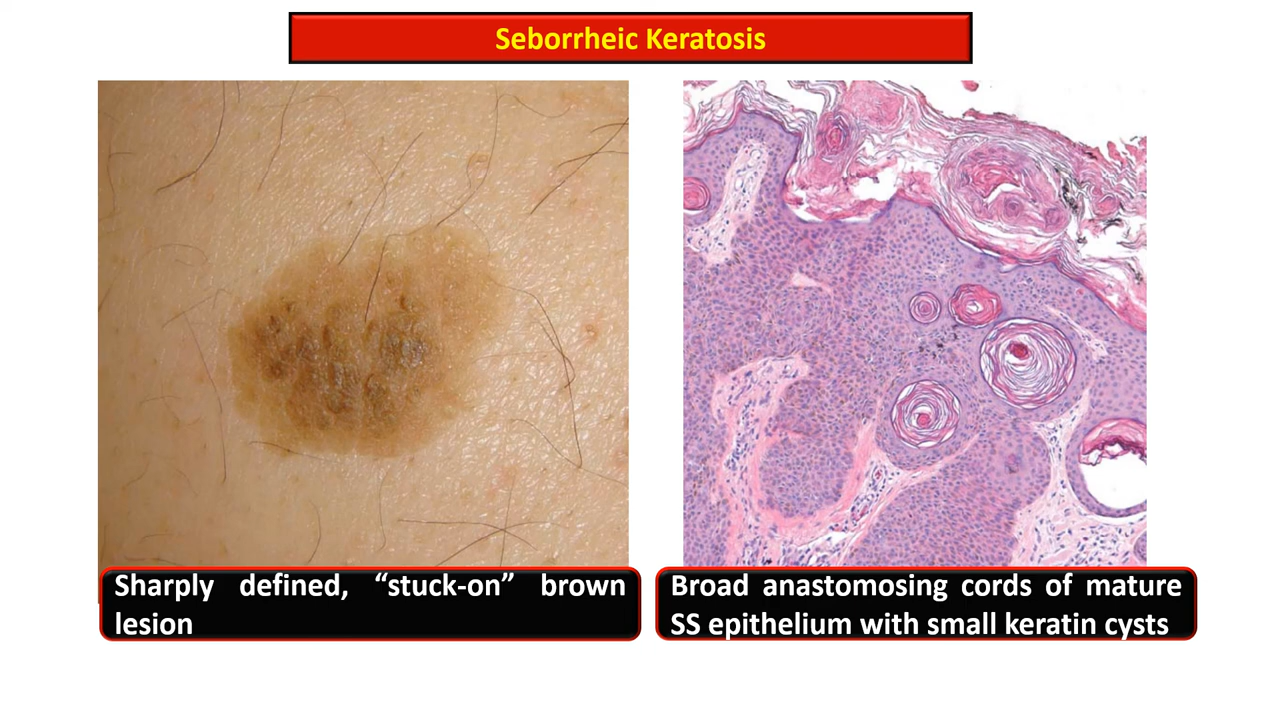 Seborrheic Keratosis
Sharply defined, “stuck-on” brown
lesion
Broad anastomosing cords of mature
SS epithelium with small keratin cysts